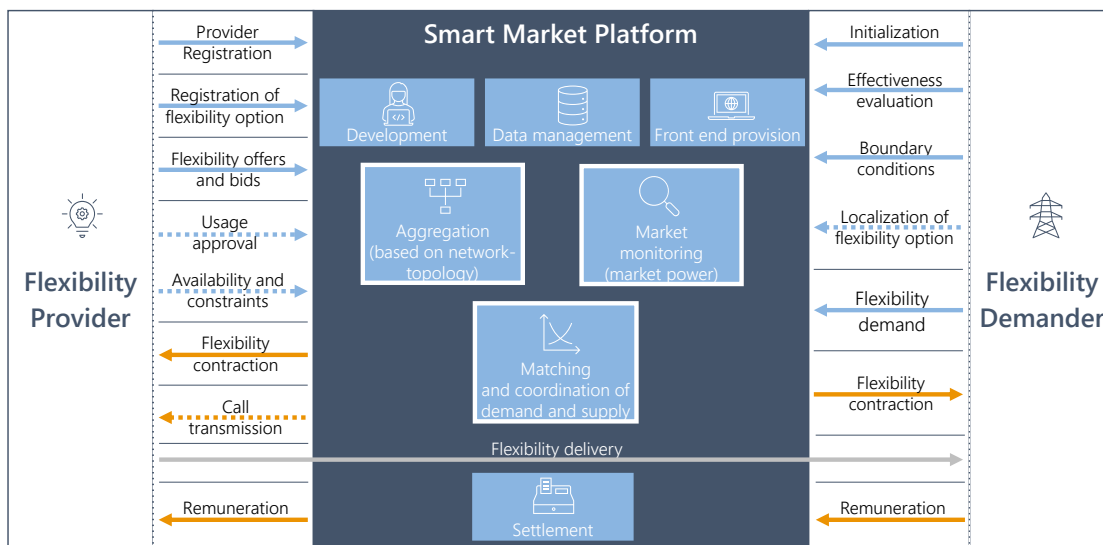 Smart Market Platform
Flexibility
Provider
Provider
Registration
Registration of
flexibility option
Flexibility offers
and bids
Usage
approval
Availability and
constraints
Flexibility
contraction
Call
transmission
Remuneration
</>
Development
Data management
Front end provision
Aggregation
(based on network-
topology)
Market
monitoring
(market power)
Matching
and coordination of
demand and supply
Flexibility delivery
Settlement
Initialization
Effectiveness
evaluation
Boundary
conditions
Localization of
flexibility option
Flexibility
demand
Flexibility
contraction
Remuneration
Flexibility
Demander